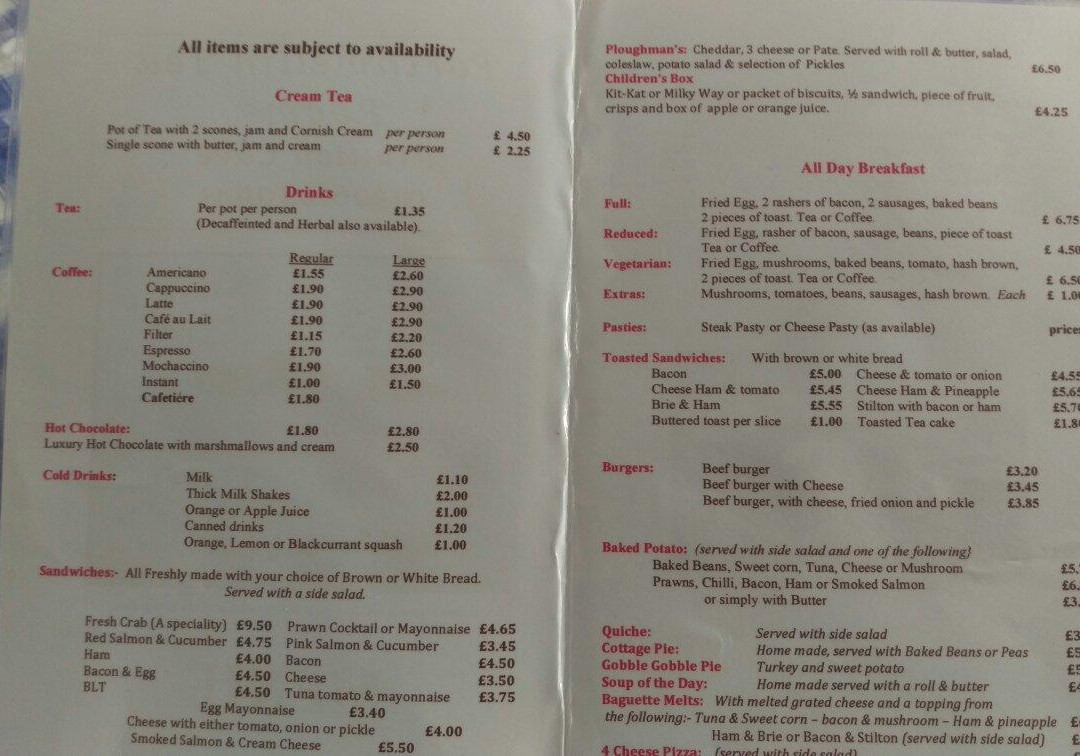 All items are subject to availability
Cream Tea
Pot of Tea with 2 scones, jam and Cornish Cream per person £ 4.50
Single scone with butter, jam and cream per person £ 2.25
Drinks
Tea: Per pot per person £1.35
(Decaffeinted and Herbal also available).
Regular Large
Coffee: Americano £1.55 £2.60
Cappuccino £1.90 £2.90
Latte £1.90 £2.90
Café au Lait £1.90 £2.90
Filter £1.15 £2.20
Espresso £1.70 £2.60
Mochaccino £1.90 £3.00
Instant £1.00 £1.50
Cafetiére £1.80
Hot Chocolate: £1.80 £2.80
Luxury Hot Chocolate with marshmallows and cream £2.50
Cold Drinks: Milk £1.10
Thick Milk Shakes £2.00
Orange or Apple Juice £1.00
Canned drinks £1.20
Orange, Lemon or Blackcurrant squash £1.00
Sandwiches:- All Freshly made with your choice of Brown or White Bread.
Served with a side salad.
Fresh Crab (A speciality) £9.50 Prawn Cocktail or Mayonnaise £4.65
Red Salmon & Cucumber £4.75 Pink Salmon & Cucumber £3.45
Ham £4.00 Bacon £4.50
Bacon & Egg £4.50 Cheese £3.50
BLT £4.50 Tuna tomato & mayonnaise £3.75
Egg Mayonnaise £3.40
Cheese with either tomato, onion or pickle £4.00
Smoked Salmon & Cream Cheese £5.50
Ploughman's: Cheddar, 3 cheese or Pate. Served with roll & butter, salad,
coleslaw, potato salad & selection of Pickles £6.50
Children's Box
Kit-Kat or Milky Way or packet of biscuits, ½ sandwich, piece of fruit,
crisps and box of apple or orange juice. £4.25
All Day Breakfast
Full: Fried Egg, 2 rashers of bacon, 2 sausages, baked beans
2 pieces of toast. Tea or Coffee. £ 6.75
Reduced: Fried Egg, rasher of bacon, sausage, beans, piece of toast
Tea or Coffee. £ 4.50
Vegetarian: Fried Egg, mushrooms, baked beans, tomato, hash brown,
2 pieces of toast. Tea or Coffee. £ 6.50
Extras: Mushrooms, tomatoes, beans, sausages, hash brown. Each £ 1.00
Pasties: Steak Pasty or Cheese Pasty (as available) prices
Toasted Sandwiches: With brown or white bread
Bacon £5.00 Cheese & tomato or onion £4.55
Cheese Ham & tomato £5.45 Cheese Ham & Pineapple £5.65
Brie & Ham £5.55 Stilton with bacon or ham £5.70
Buttered toast per slice £1.00 Toasted Tea cake £1.80
Burgers: Beef burger £3.20
Beef burger with Cheese £3.45
Beef burger, with cheese, fried onion and pickle £3.85
Baked Potato: (served with side salad and one of the following}
Baked Beans, Sweet corn, Tuna, Cheese or Mushroom £5.
Prawns, Chilli, Bacon, Ham or Smoked Salmon £6.
or simply with Butter £3.
Quiche: Served with side salad £3
Cottage Pie: Home made, served with Baked Beans or Peas £5
Gobble Gobble Pie Turkey and sweet potato £5
Soup of the Day: Home made served with a roll & butter £4
Baguette Melts: With melted grated cheese and a topping from
the following:- Tuna & Sweet corn – bacon & mushroom – Ham & pineapple £
Ham & Brie or Bacon & Stilton (served with side salad) £
4 Cheese Pizza: (served with side salad)